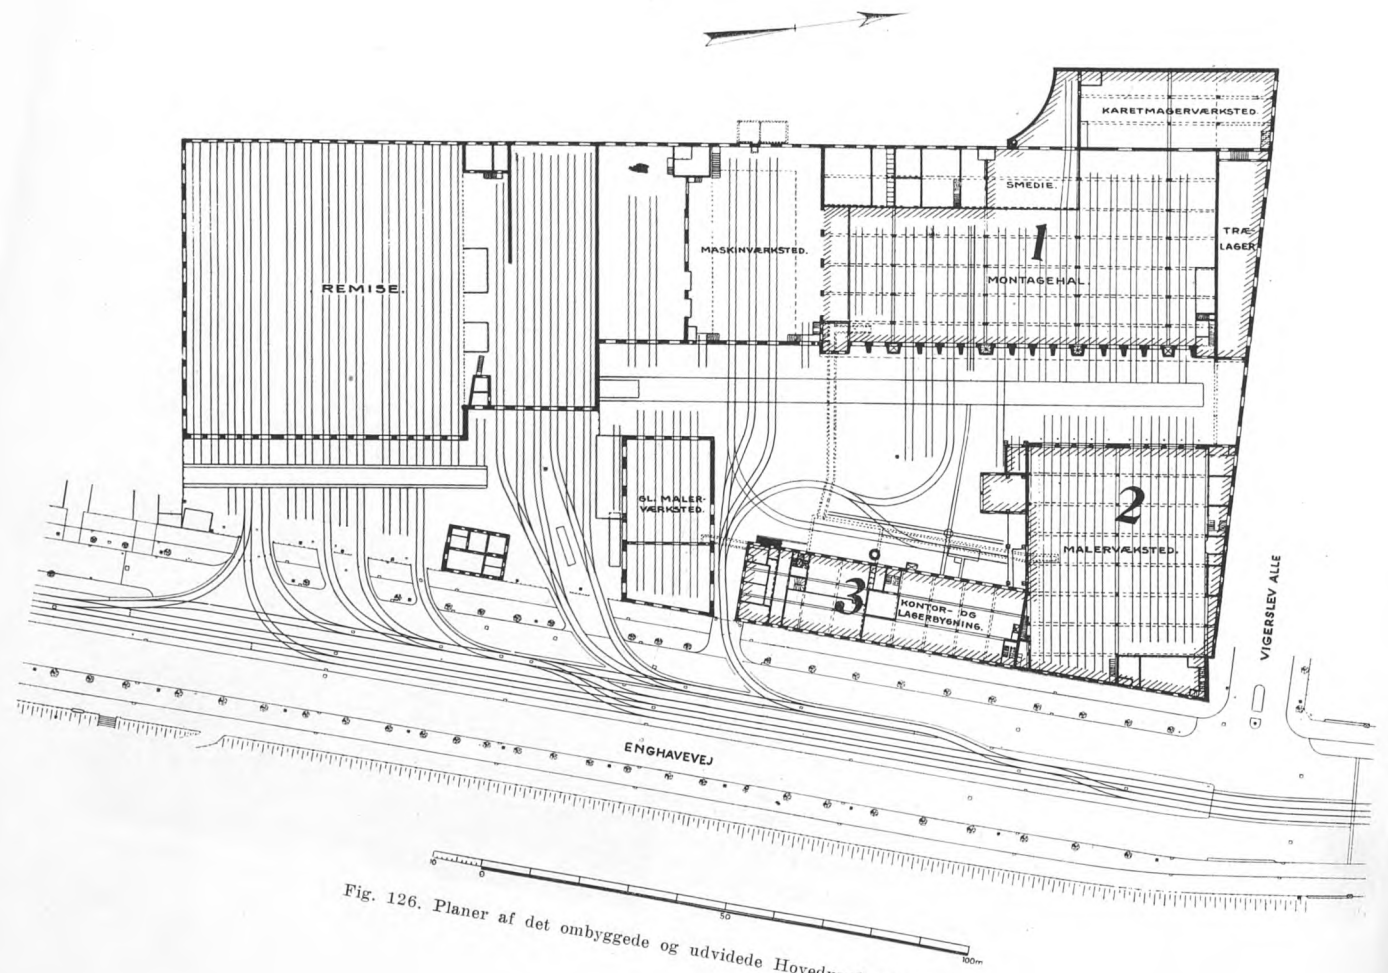 KARETMAGERVÆRKSTED
SMEDIE.
1
TRÆ-
LAGER
MASKINVÆRKSTED.
MONTAGEHAL.
REMISE.
GL. MALER-
VÆRKSTED.
2
MALERVÆKSTED.
3
KONTOR- OG
LAGERBYGNING.
VIGERSLEV ALLE
ENGHAVEVEJ
10
0
50
100m
Fig. 126. Planer af det ombyggede og udvidede